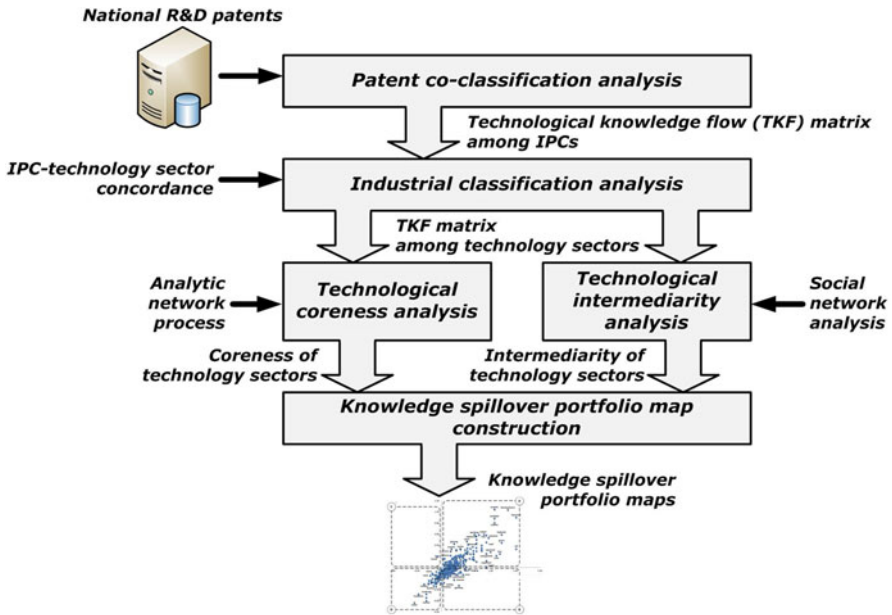 National R&D patents
Patent co-classification analysis
Technological knowledge flow (TKF) matrix
among IPCs
IPC-technology sector
concordance
Industrial classification analysis
TKF matrix
among technology sectors
Analytic
network
process
Technological
coreness analysis
Technological
intermediarity
analysis
Social
network
analysis
Coreness of
technology sectors
Intermediarity of
technology sectors
Knowledge spillover portfolio map
construction
Knowledge spillover
portfolio maps